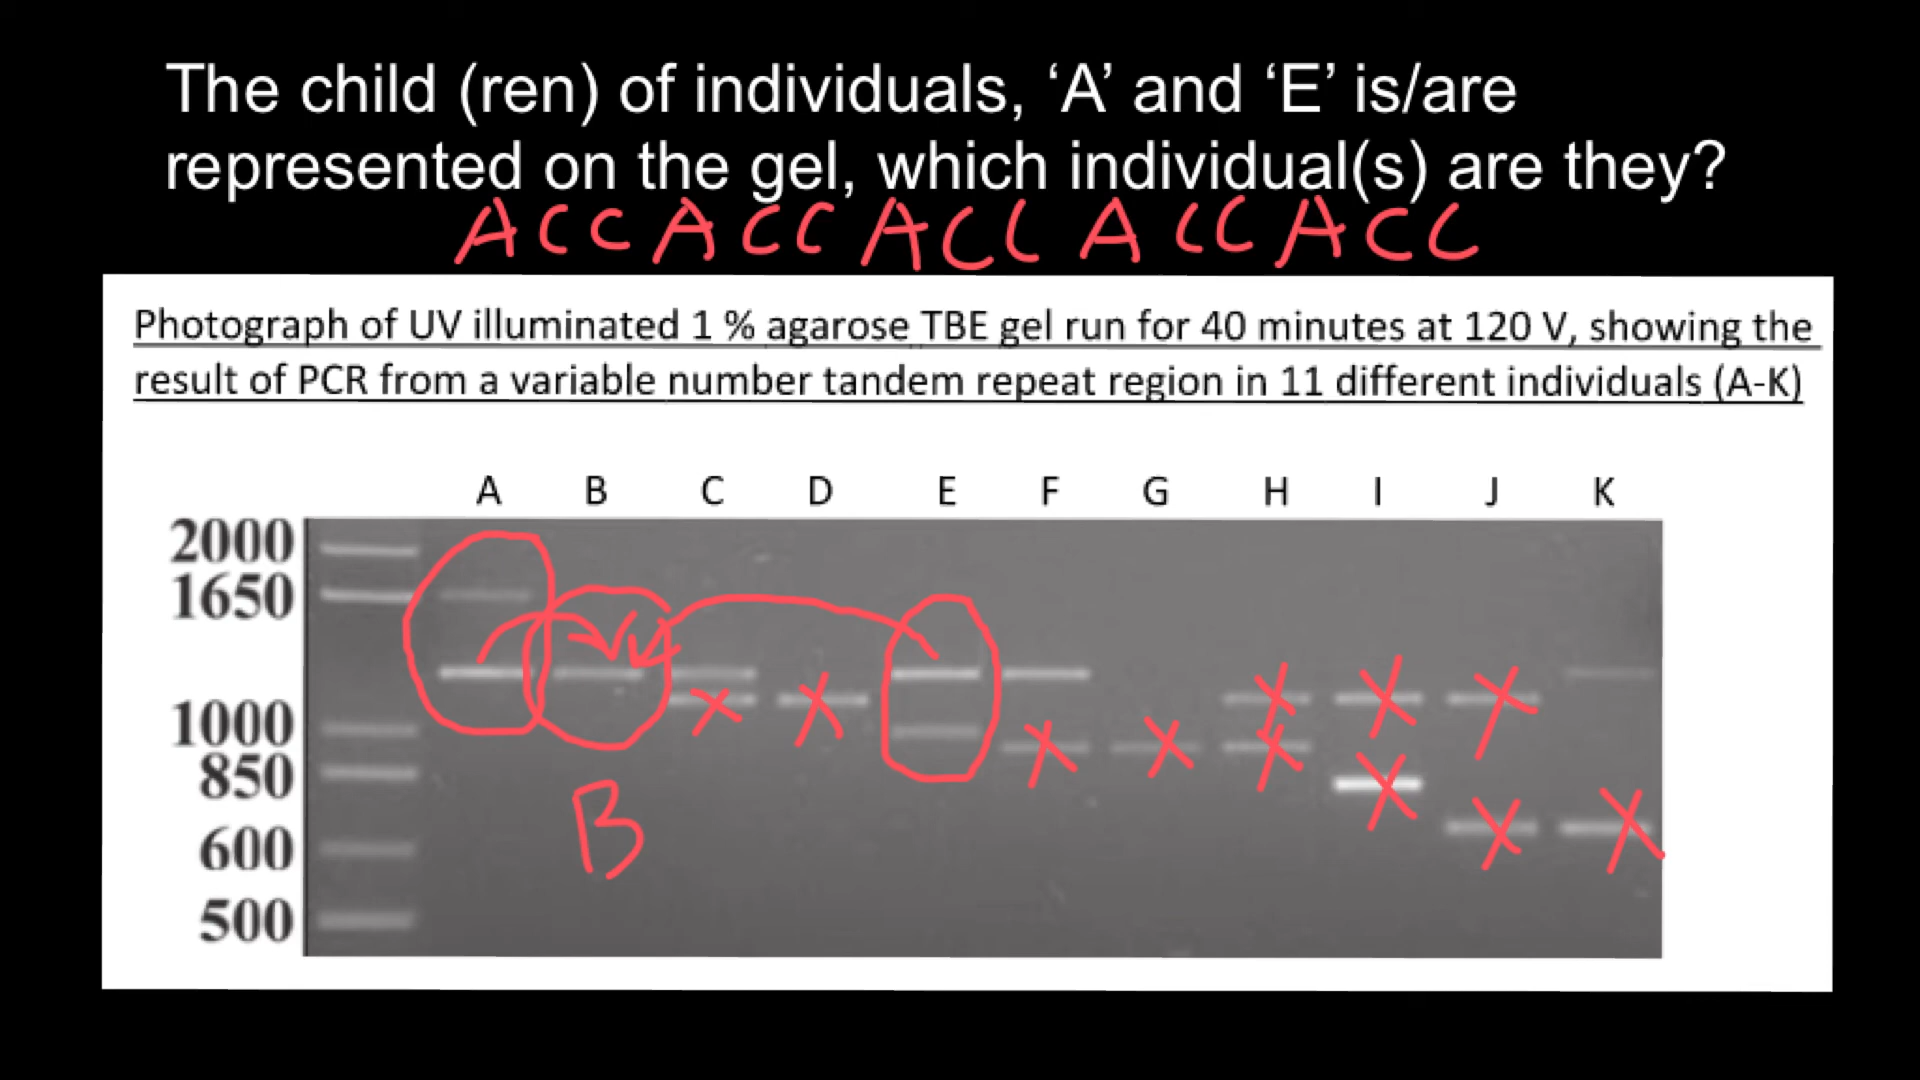 The child (ren) of individuals, ‘A’ and ‘E’ is/are
represented on the gel, which individual(s) are they?
ACCACCACCACCACC
Photograph of UV illuminated 1 % agarose TBE gel run for 40 minutes at 120 V, showing the
result of PCR from a variable number tandem repeat region in 11 different individuals (A-K)
A B C D E F G H I J K
2000
1650
1000
850
600
500
B